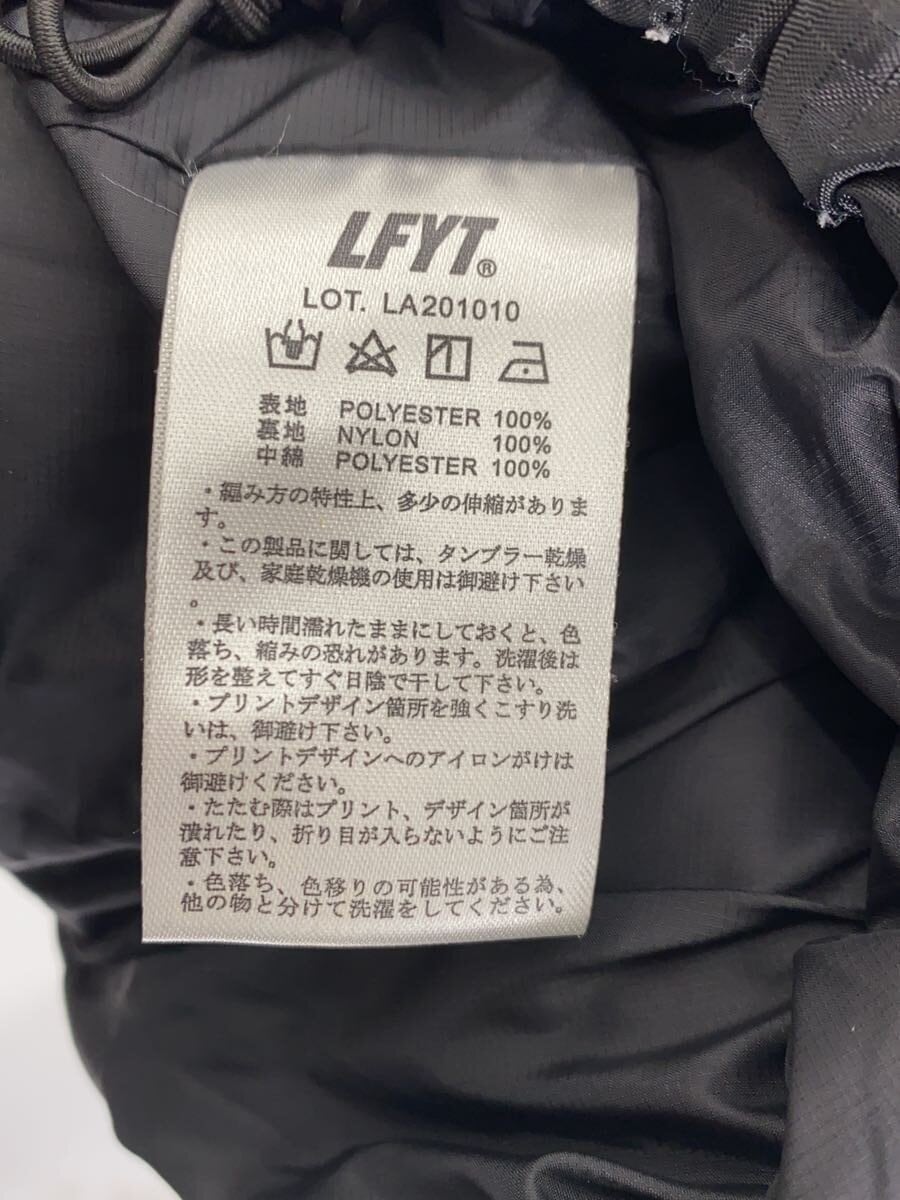 LFYT®
LOT. LA201010
表地 POLYESTER 100%
裏地 NYLON 100%
中綿 POLYESTER 100%
・編み方の特性上、多少の伸縮がありま
す。
・この製品に関しては、タンブラー乾燥
及び、家庭乾燥機の使用は御避け下さい
。
・長い時間濡れたままにしておくと、色
落ち、縮みの恐れがあります。洗濯後は
形を整えてすぐ日陰で干して下さい。
・プリントデザイン箇所を強くこすり洗
いは、御避け下さい。
・プリントデザインへのアイロンがけは
御避けください。
・たたむ際はプリント、デザイン箇所が
潰れたり、折り目が入らないようにご注
意下さい。
・色落ち、色移りの可能性がある為、
他の物と分けて洗濯をしてください。